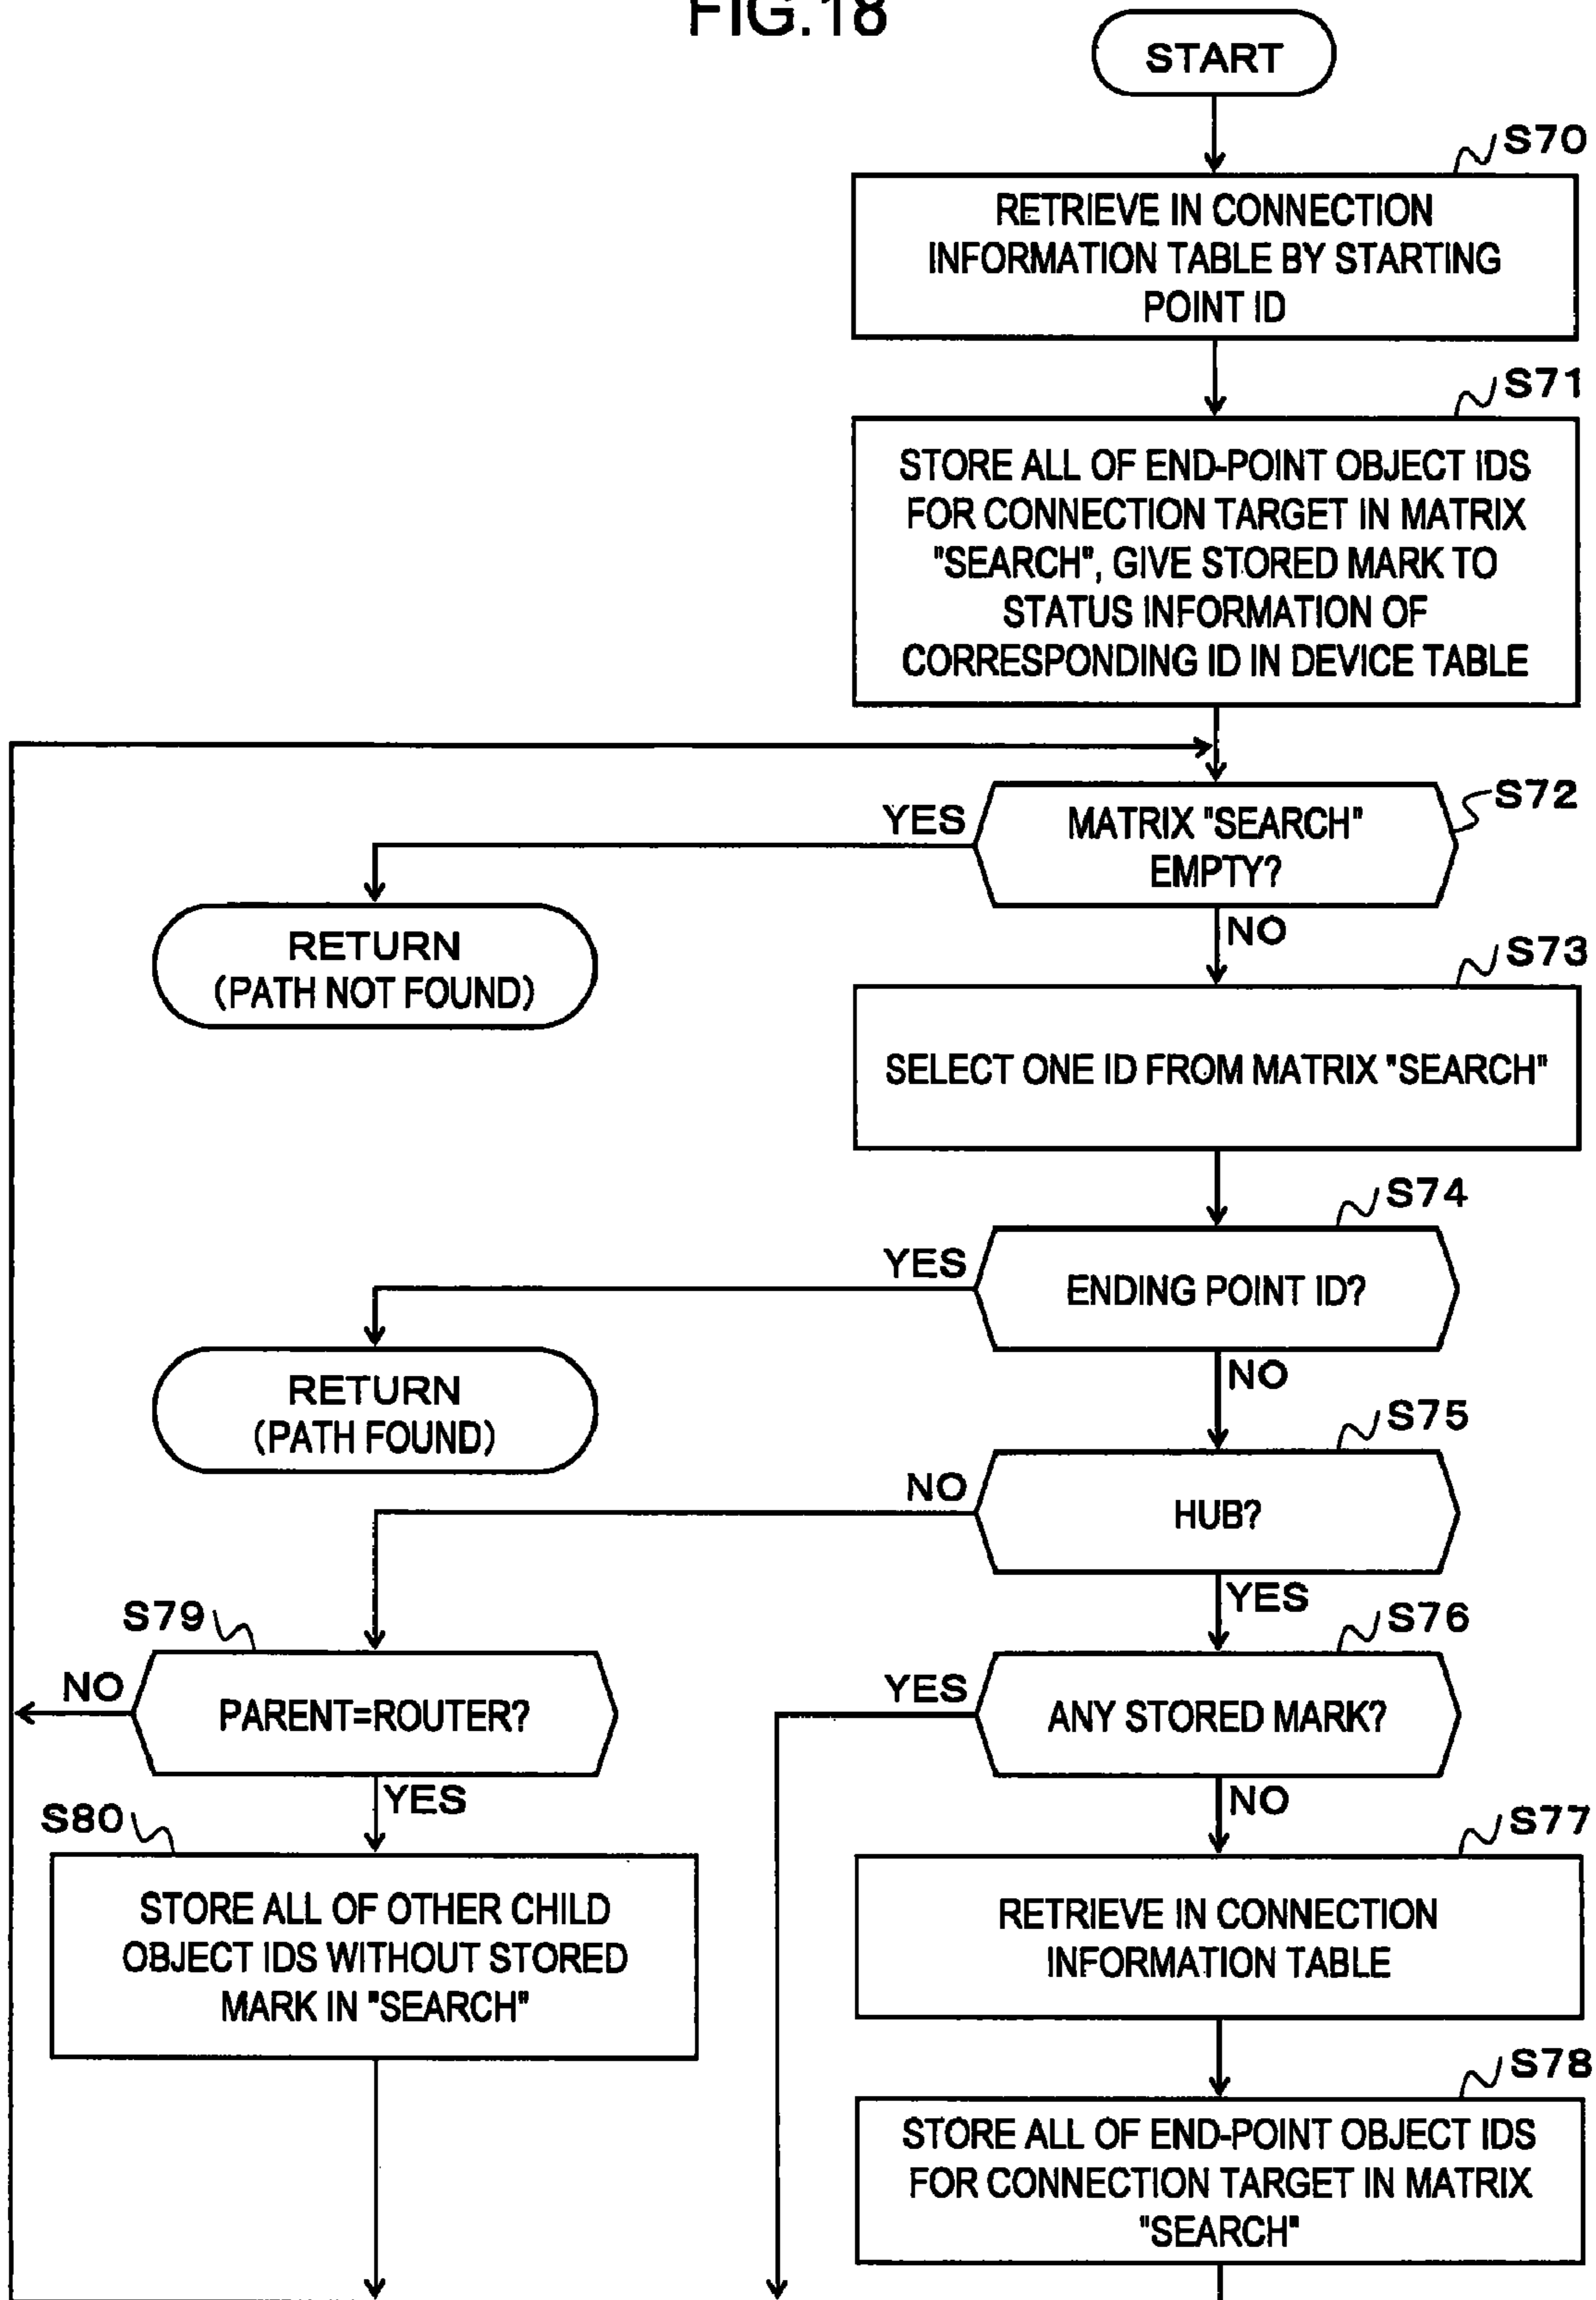 FIG.18
START
S70
RETRIEVE IN CONNECTION
INFORMATION TABLE BY STARTING
POINT ID
S71
STORE ALL OF END-POINT OBJECT IDS
FOR CONNECTION TARGET IN MATRIX
"SEARCH", GIVE STORED MARK TO
STATUS INFORMATION OF
CORRESPONDING ID IN DEVICE TABLE
S72
YES
MATRIX "SEARCH"
EMPTY?
NO
RETURN
(PATH NOT FOUND)
S73
SELECT ONE ID FROM MATRIX "SEARCH"
S74
YES
ENDING POINT ID?
NO
RETURN
(PATH FOUND)
S75
NO
HUB?
YES
S79
S76
NO
PARENT=ROUTER?
YES
YES
ANY STORED MARK?
NO
S80
STORE ALL OF OTHER CHILD
OBJECT IDS WITHOUT STORED
MARK IN "SEARCH"
S77
RETRIEVE IN CONNECTION
INFORMATION TABLE
S78
STORE ALL OF END-POINT OBJECT IDS
FOR CONNECTION TARGET IN MATRIX
"SEARCH"